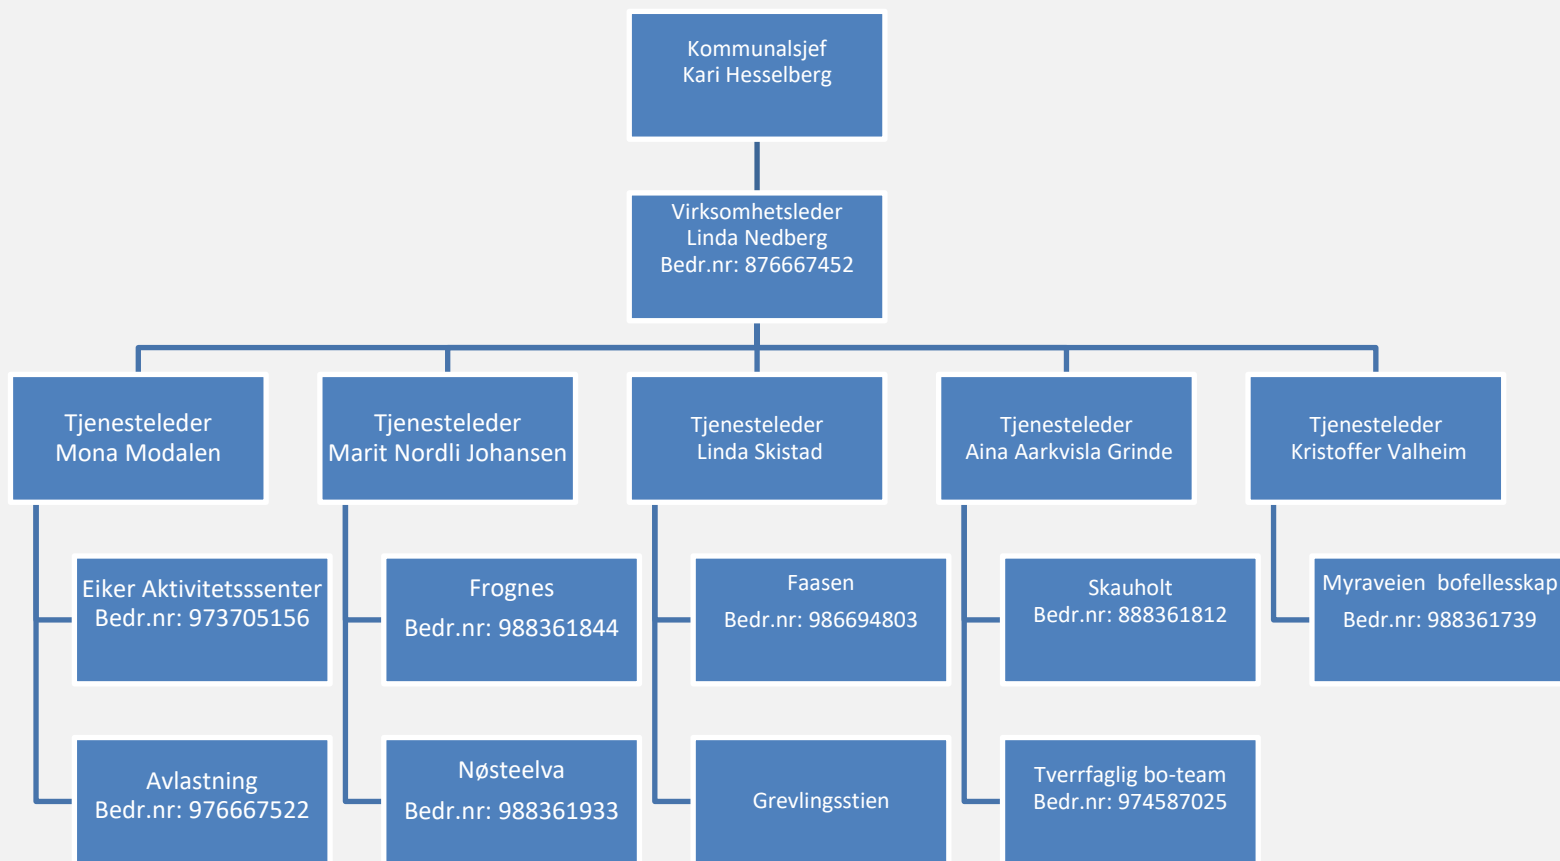 Kommunalsjef
Kari Hesselberg
Virksomhetsleder
Linda Nedberg
Bedr.nr: 876667452
Tjenesteleder
Mona Modalen
Tjenesteleder
Marit Nordli Johansen
Tjenesteleder
Linda Skistad
Tjenesteleder
Aina Aarkvisla Grinde
Tjenesteleder
Kristoffer Valheim
Eiker Aktivitetsssenter
Bedr.nr: 973705156
Frognes
Bedr.nr: 988361844
Faasen
Bedr.nr: 986694803
Skauholt
Bedr.nr: 888361812
Myraveien bofellesskap
Bedr.nr: 988361739
Avlastning
Bedr.nr: 976667522
Nøsteelva
Bedr.nr: 988361933
Grevlingsstien
Tverrfaglig bo-team
Bedr.nr: 974587025